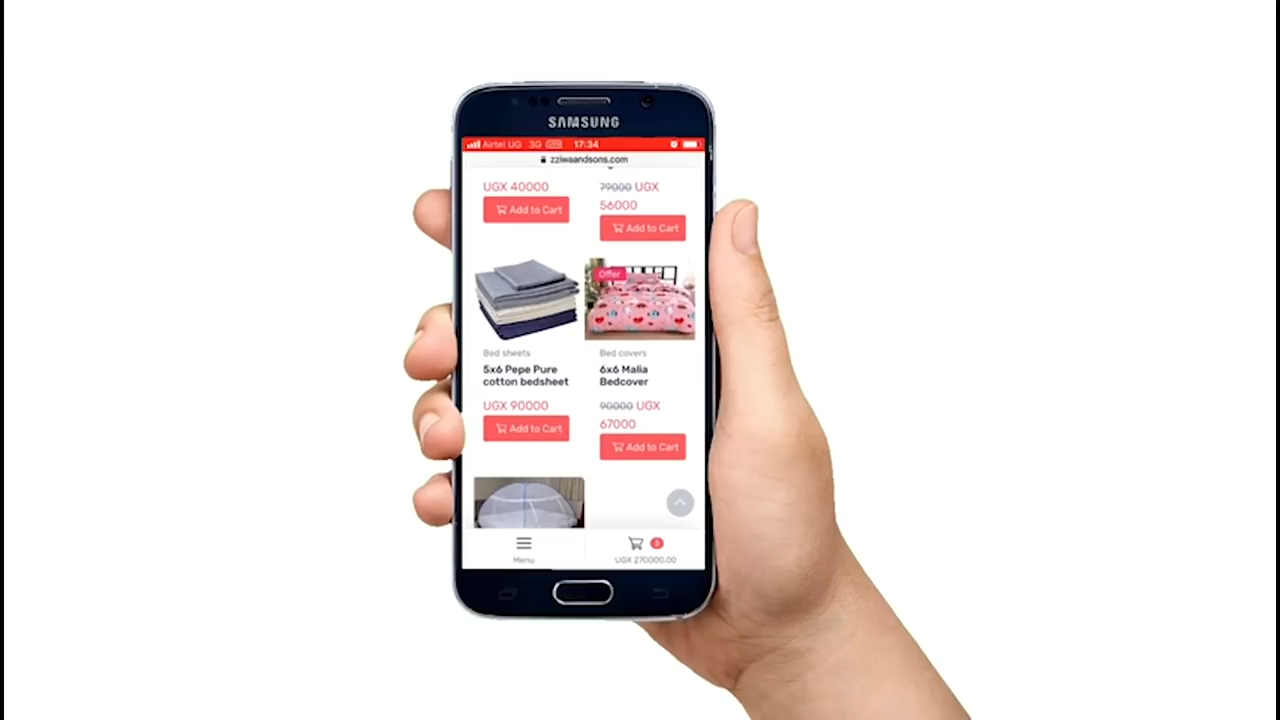 SAMSUNG
Airtel UG 3G VPN 17:34
zziwaandsons.com
UGX 40000
79000 UGX
56000
Add to Cart
Add to Cart
Offer
Bed sheets
5x6 Pepe Pure
cotton bedsheet
UGX 90000
Add to Cart
Bed covers
6x6 Malia
Bedcover
90000 UGX
67000
Add to Cart
Menu
3
UGX 270000.00